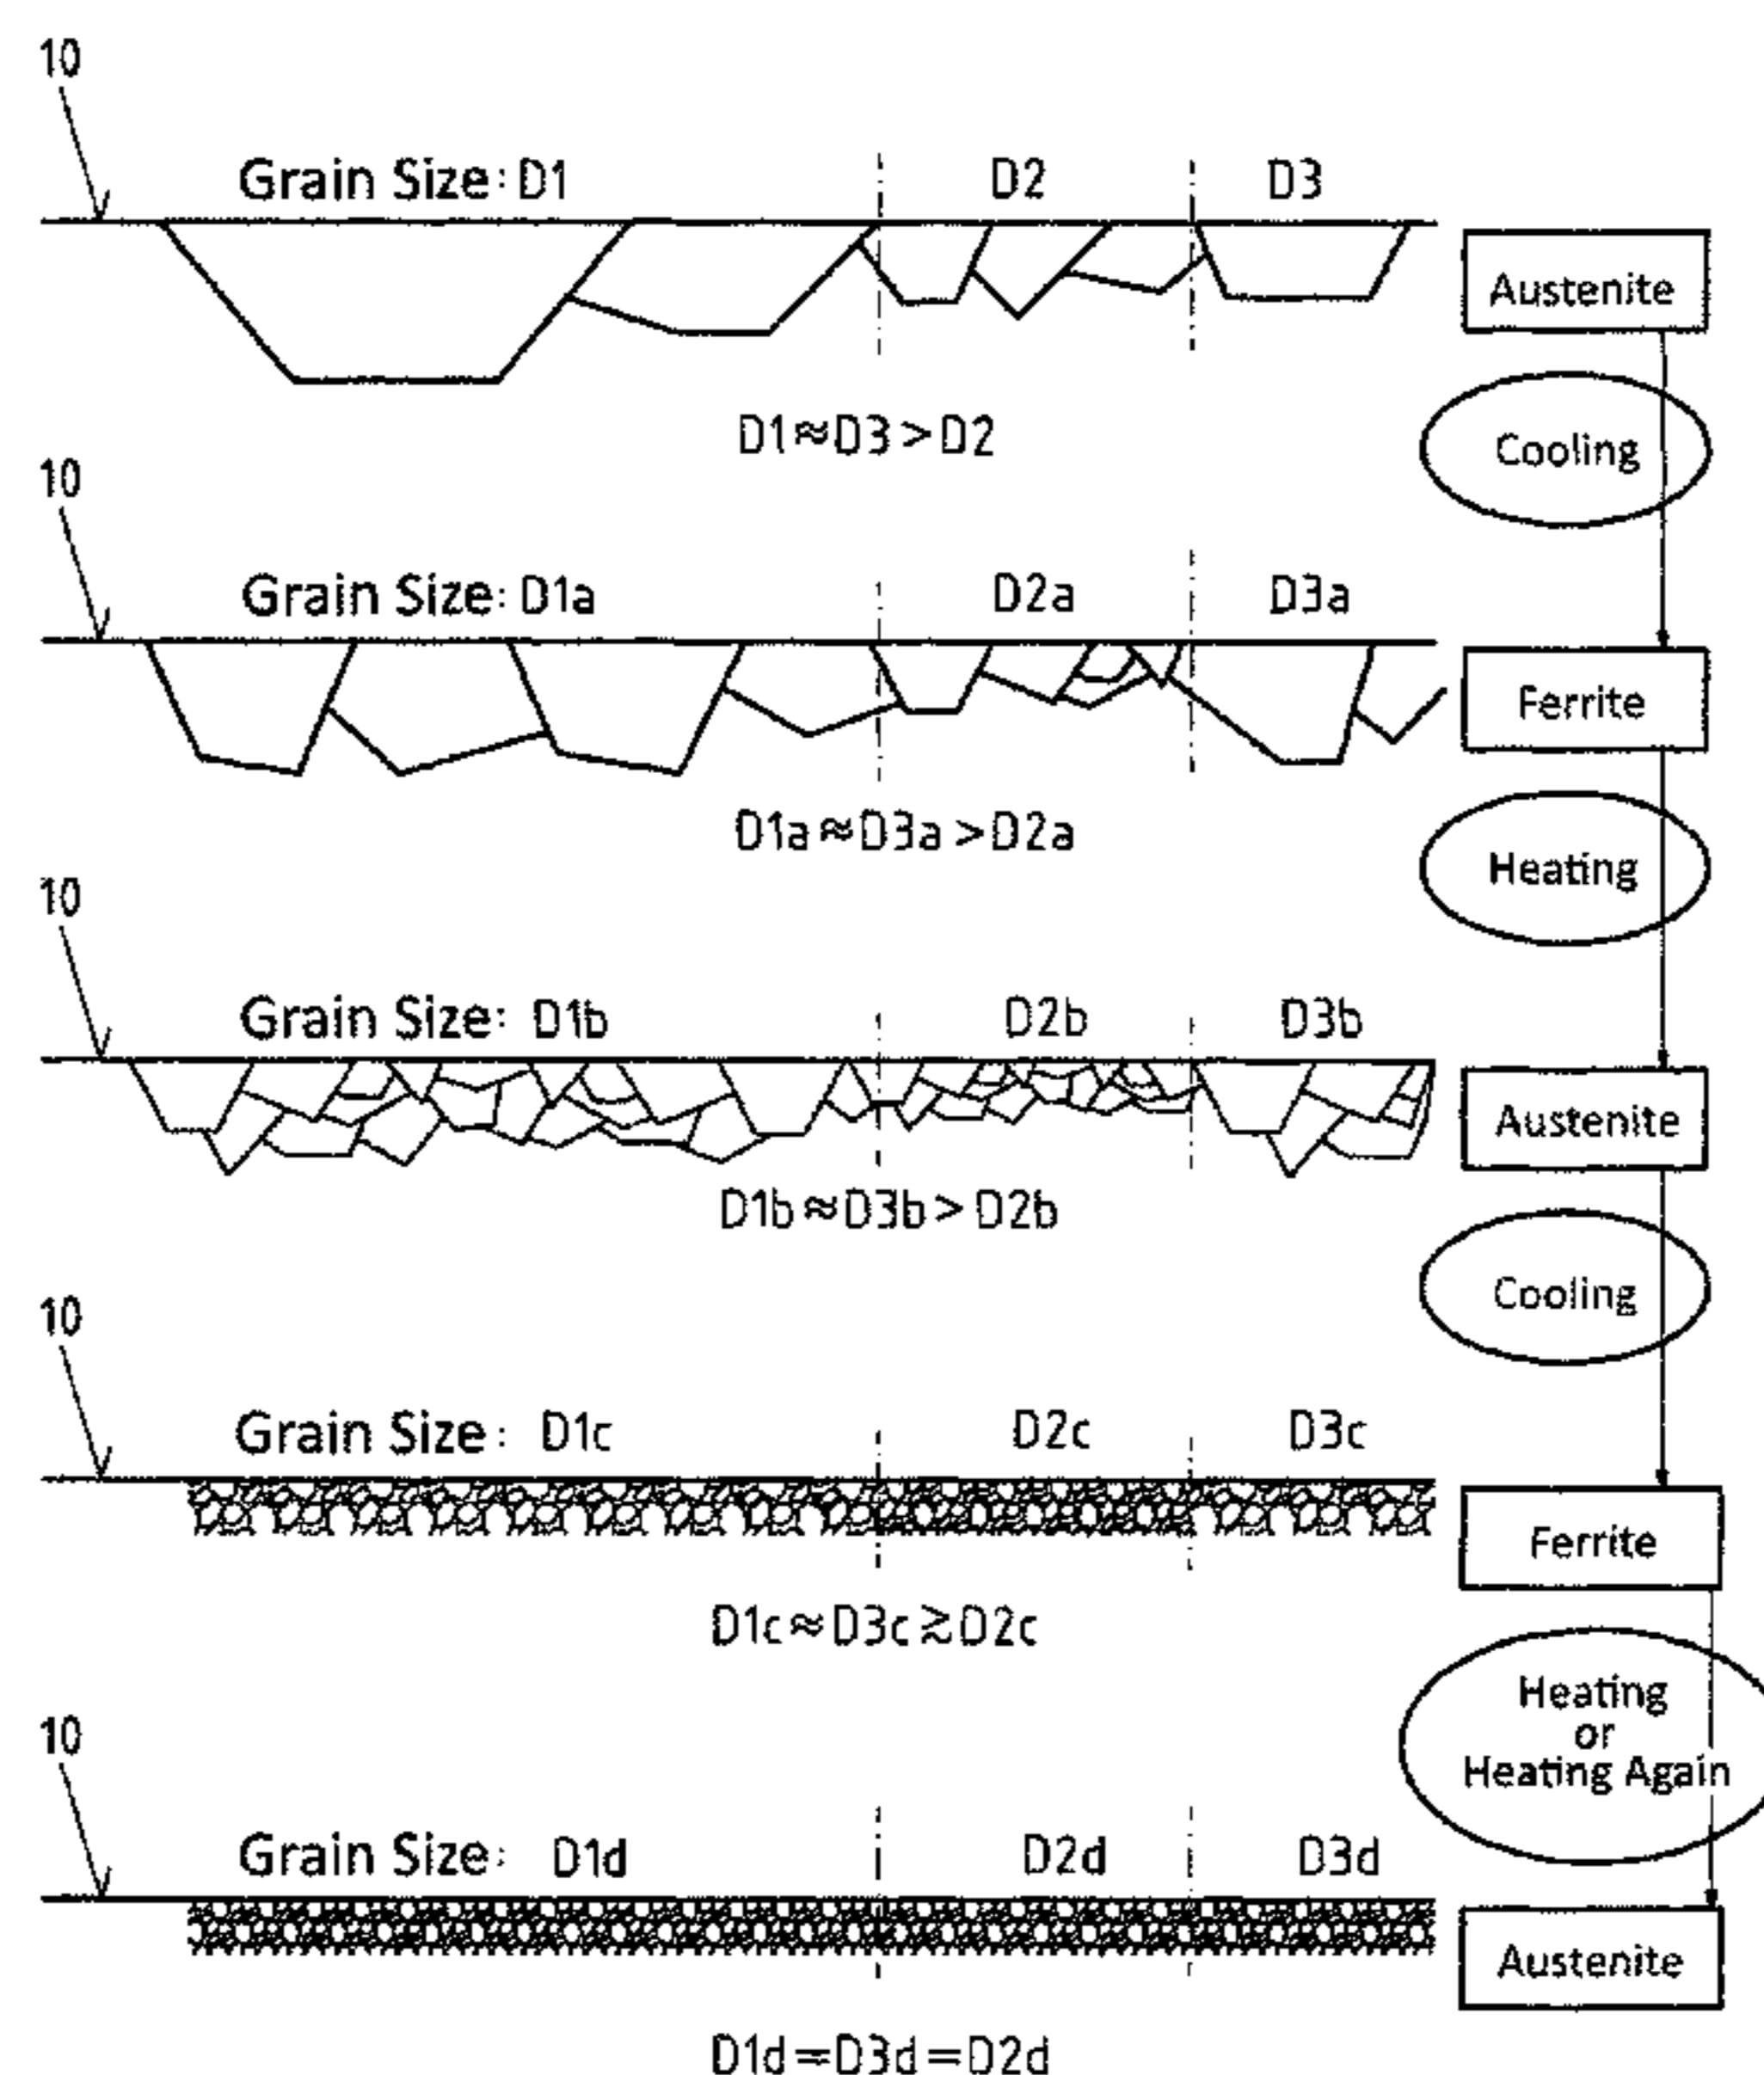 10
Grain Size: D1 D2 D3
Austenite
D1≈D3>D2
Cooling
10
Grain Size: D1a D2a D3a
Ferrite
D1a≈D3a>D2a
Heating
10
Grain Size: D1b D2b D3b
Austenite
D1b≈D3b>D2b
Cooling
10
Grain Size: D1c D2c D3c
Ferrite
D1c≈D3c≳D2c
Heating
or
Heating Again
10
Grain Size: D1d D2d D3d
Austenite
D1d=D3d=D2d